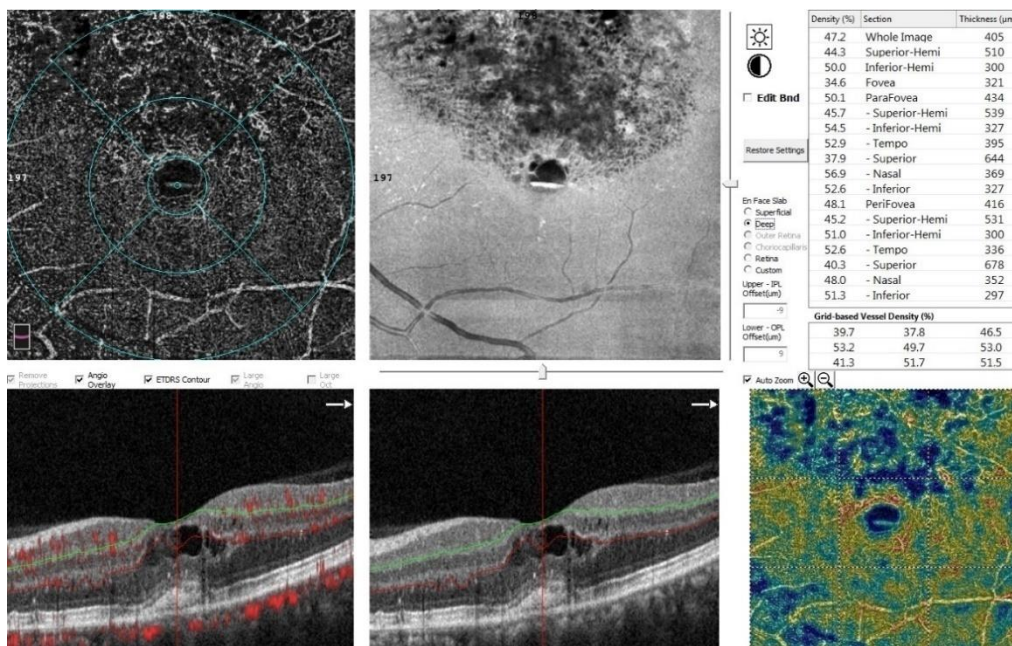 196
197
196
197
Edit Bnd
Restore Settings
En Face Slab
Superficial
Deep
Outer Retina
Choriocapillaris
Retina
Custom
Upper - IPL
Offset(um)
-9
Lower - OPL
Offset(um)
9
Density (%) Section Thickness (µm)
47.2 Whole Image 405
44.3 Superior-Hemi 510
50.0 Inferior-Hemi 300
34.6 Fovea 321
50.1 ParaFovea 434
45.7 - Superior-Hemi 539
54.5 - Inferior-Hemi 327
52.9 - Tempo 395
37.9 - Superior 644
56.9 - Nasal 369
52.6 - Inferior 327
48.1 PeriFovea 416
45.2 - Superior-Hemi 531
51.0 - Inferior-Hemi 300
52.6 - Tempo 336
40.3 - Superior 678
48.0 - Nasal 352
51.3 - Inferior 297
Grid-based Vessel Density (%)
39.7 37.8 46.5
53.2 49.7 53.0
41.3 51.7 51.5
Remove Projections
Angio Overlay
ETDRS Contour
Large Angio
Large Oct
Auto Zoom